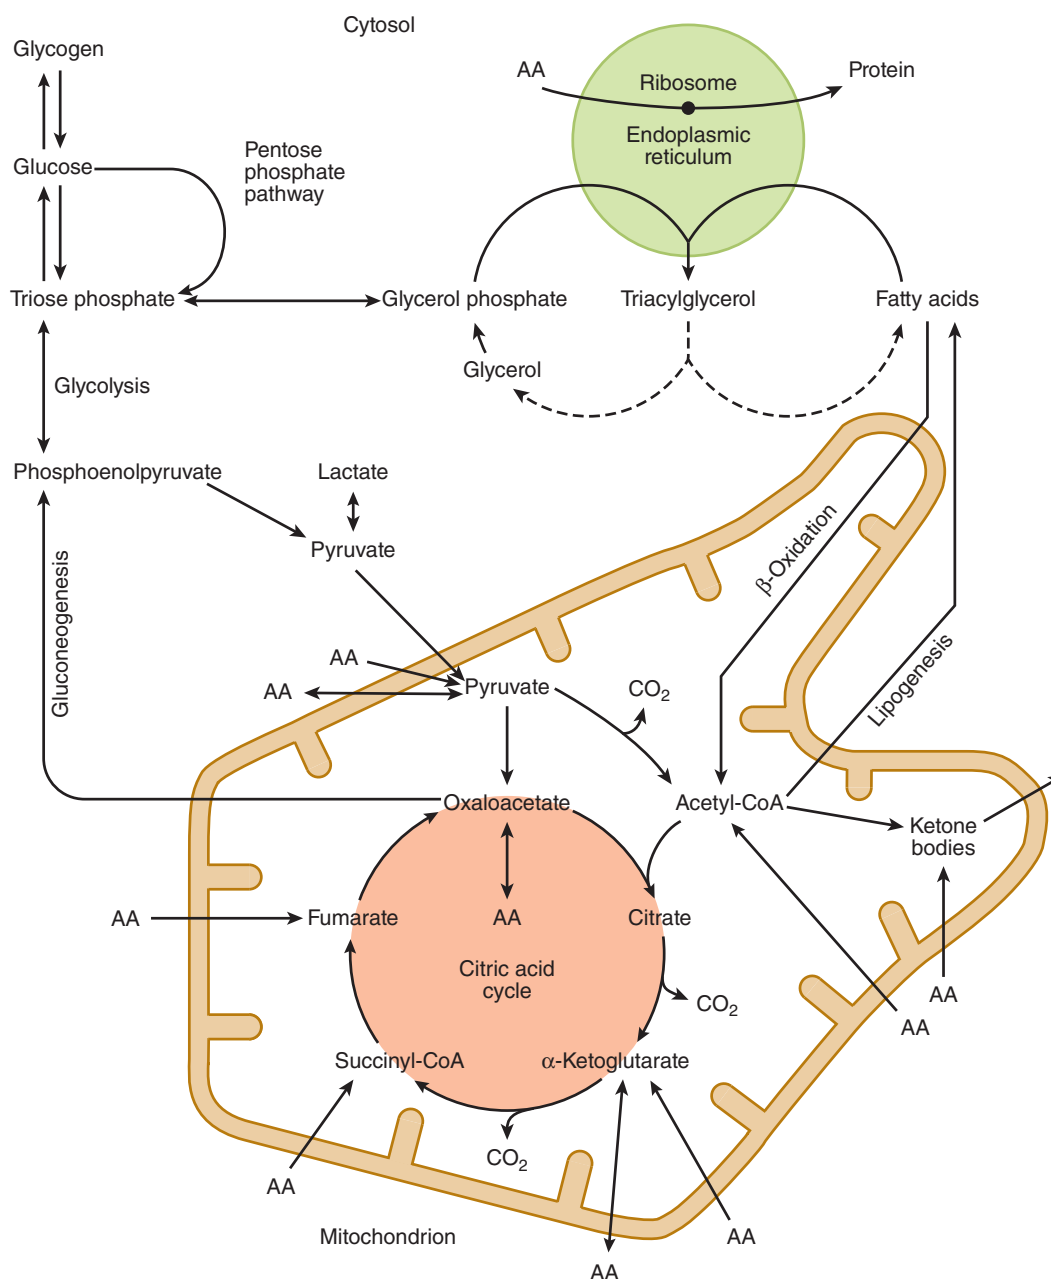 Cytosol
Glycogen
AA
Ribosome
Protein
Endoplasmic
reticulum
Glucose
Pentose
phosphate
pathway
Triose phosphate
Glycerol phosphate
Triacylglycerol
Fatty acids
Glycerol
Glycolysis
Phosphoenolpyruvate
Lactate
Pyruvate
β-Oxidation
Gluconeogenesis
AA
AA
Pyruvate
CO₂
Lipogenesis
Oxaloacetate
Acetyl-CoA
Ketone
bodies
AA
Fumarate
AA
Citrate
Citric acid
cycle
CO₂
AA
AA
Succinyl-CoA
α-Ketoglutarate
CO₂
AA
AA
Mitochondrion
AA